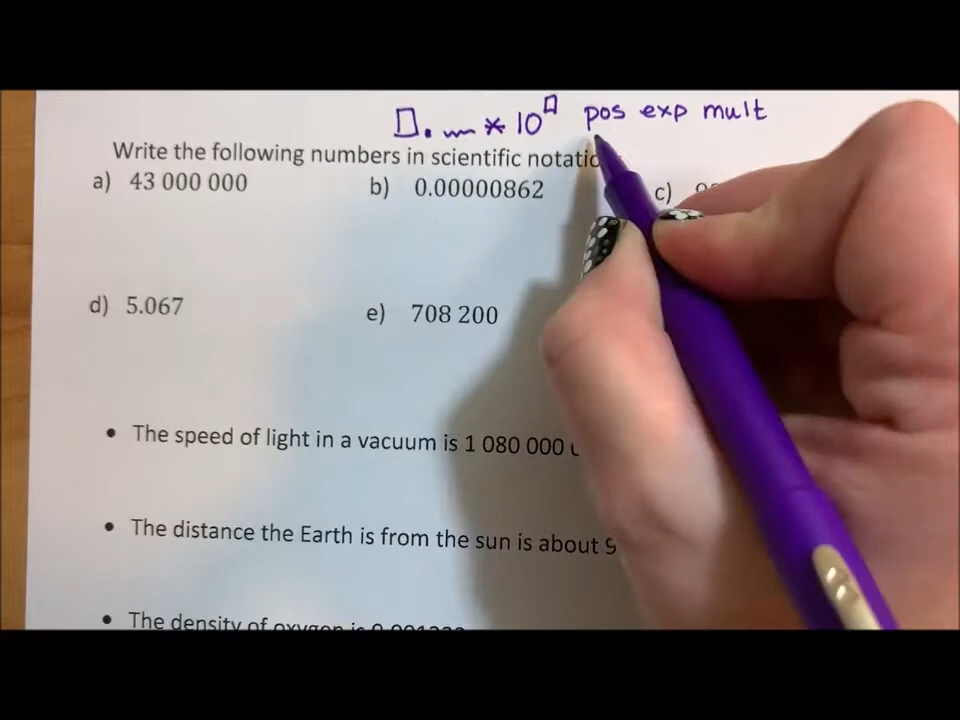 □.~ * 10^□ pos exp mult
Write the following numbers in scientific
a) 43 000 000 b) 0.00000862 c)
d) 5.067 e) 708 200
• The speed of light in a vacuum is 1 080 000
• The distance the Earth is from the sun is about 9
• The density of oxygen is